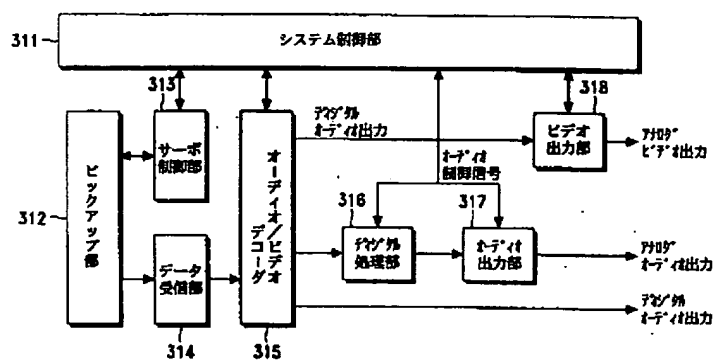 311
システム制御部
313
318
ディジタル
オーディオ出力
サーボ
制御部
ビデオ
出力部
アナログ
ビデオ出力
312
ピックアップ部
オーディオ/ビデオ
デコーダ
オーディオ
制御信号
316
317
データ
受信部
ディジタル
処理部
オーディオ
出力部
アナログ
オーディオ出力
ディジタル
オーディオ出力
314
315